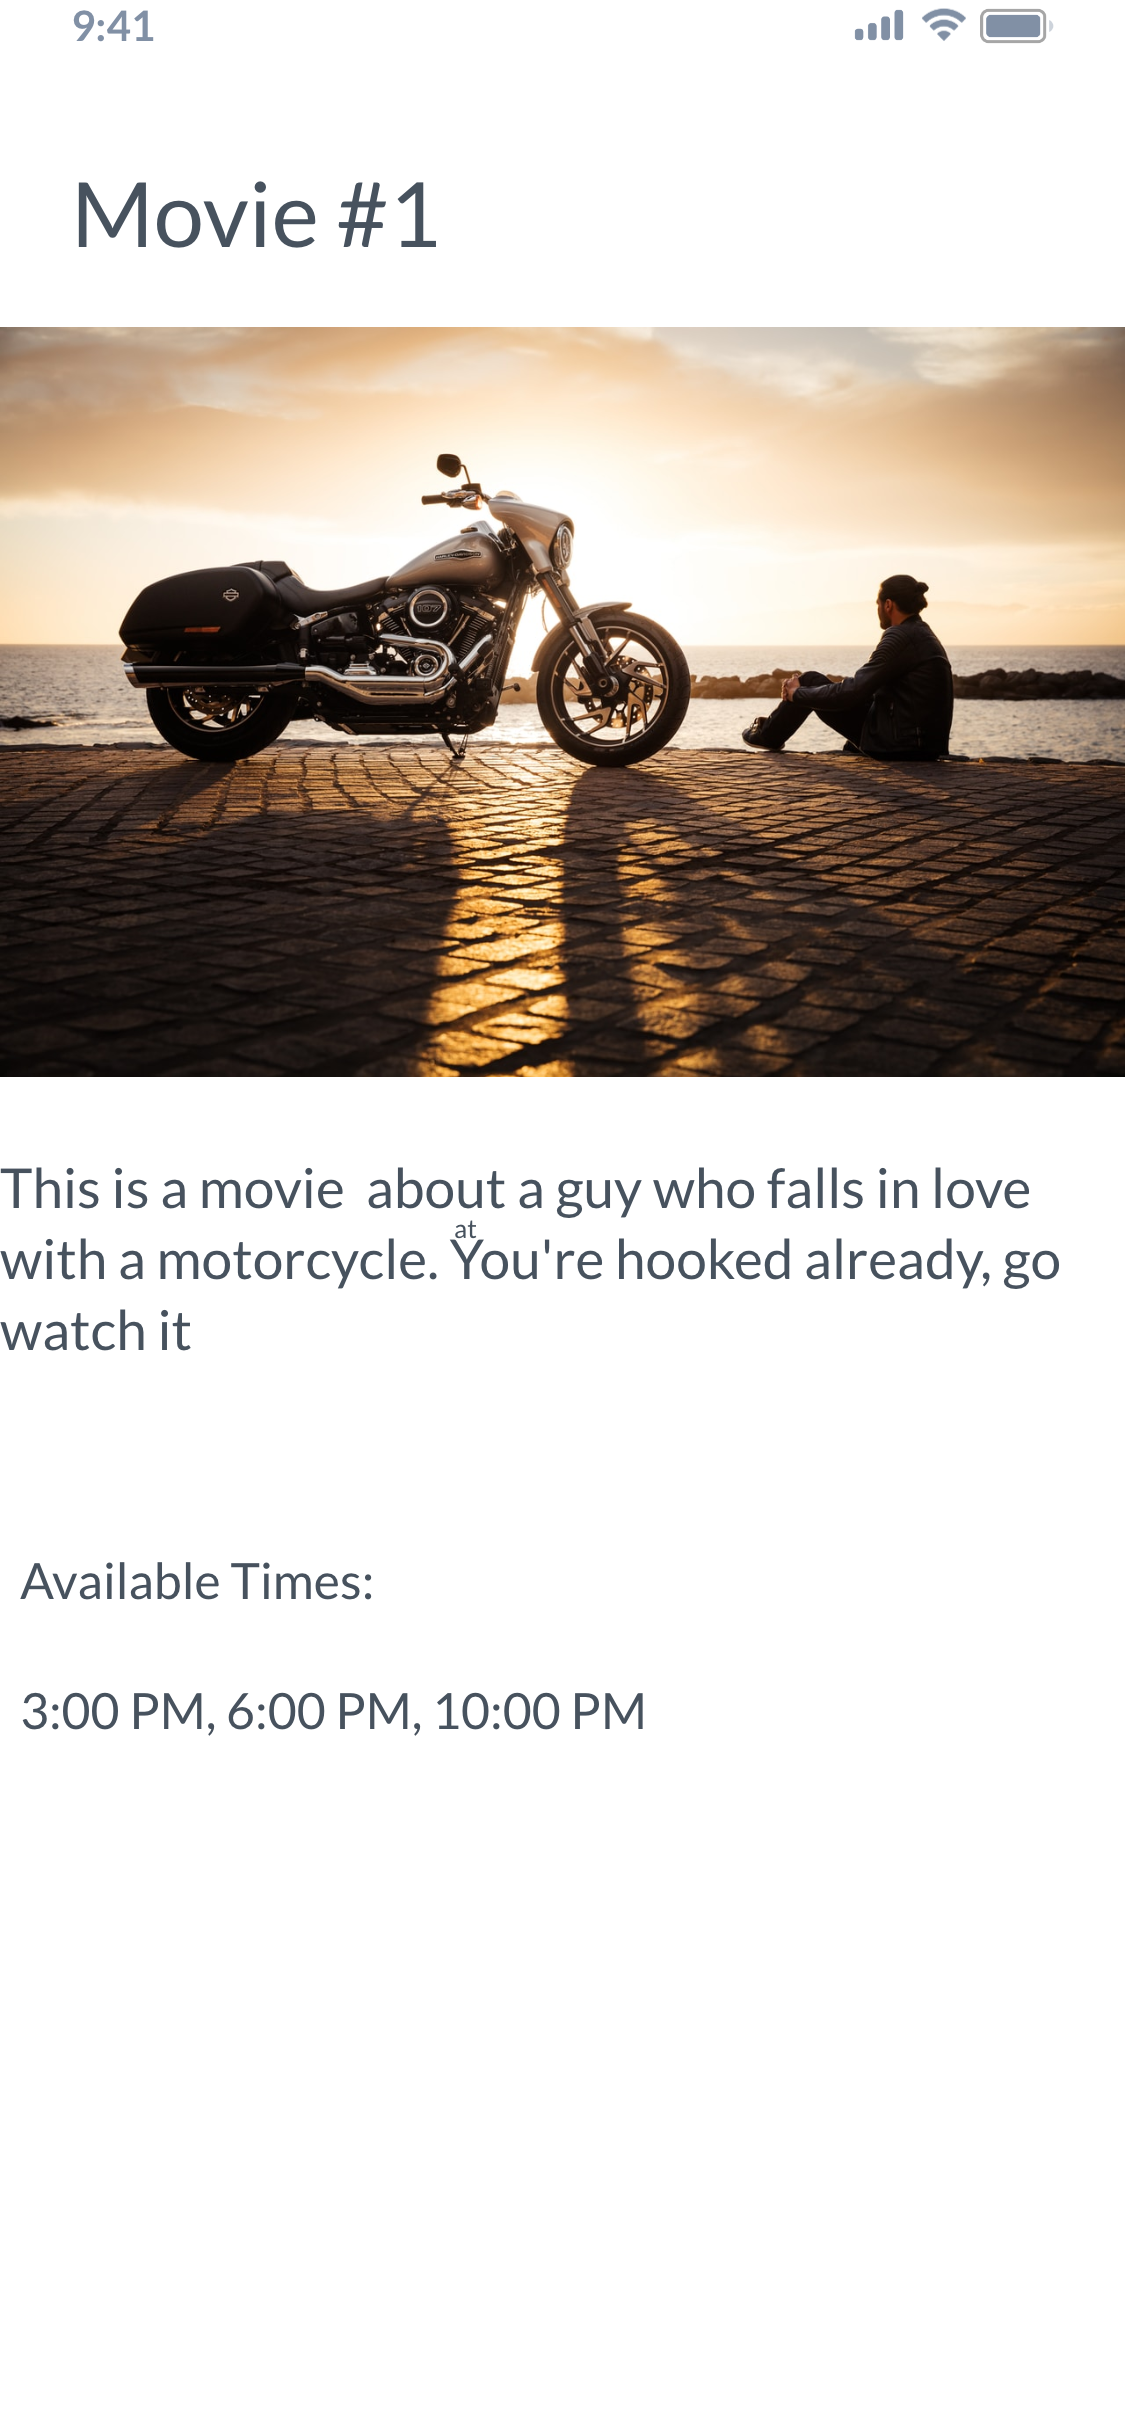 9:41
Movie #1
107
This is a movie  about a guy who falls in love
at
with a motorcycle. You're hooked already, go
watch it
Available Times:
3:00 PM, 6:00 PM, 10:00 PM